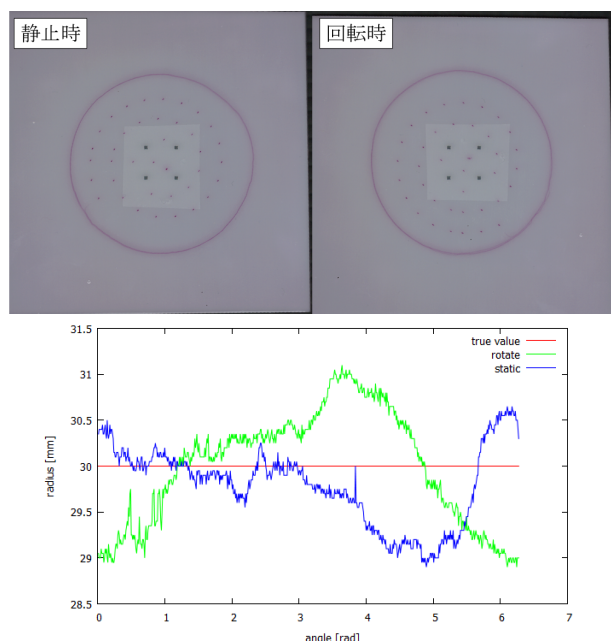 静止時
回転時
31.5
31
30.5
30
29.5
29
28.5
radius [mm]
true value
rotate
static
0 1 2 3 4 5 6 7
angle [rad]